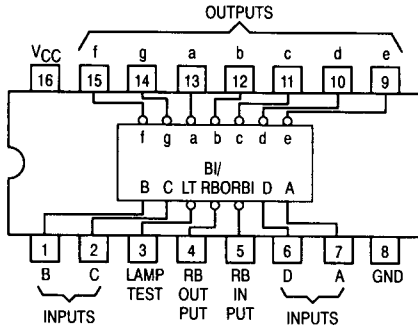 OUTPUTS
VCC f g a b c d e
16 15 14 13 12 11 10 9
f g a b c d e
BI/
B C LT RBO RBI D A
1 2 3 4 5 6 7 8
B C LAMP TEST RB OUT PUT RB IN PUT D A GND
INPUTS INPUTS